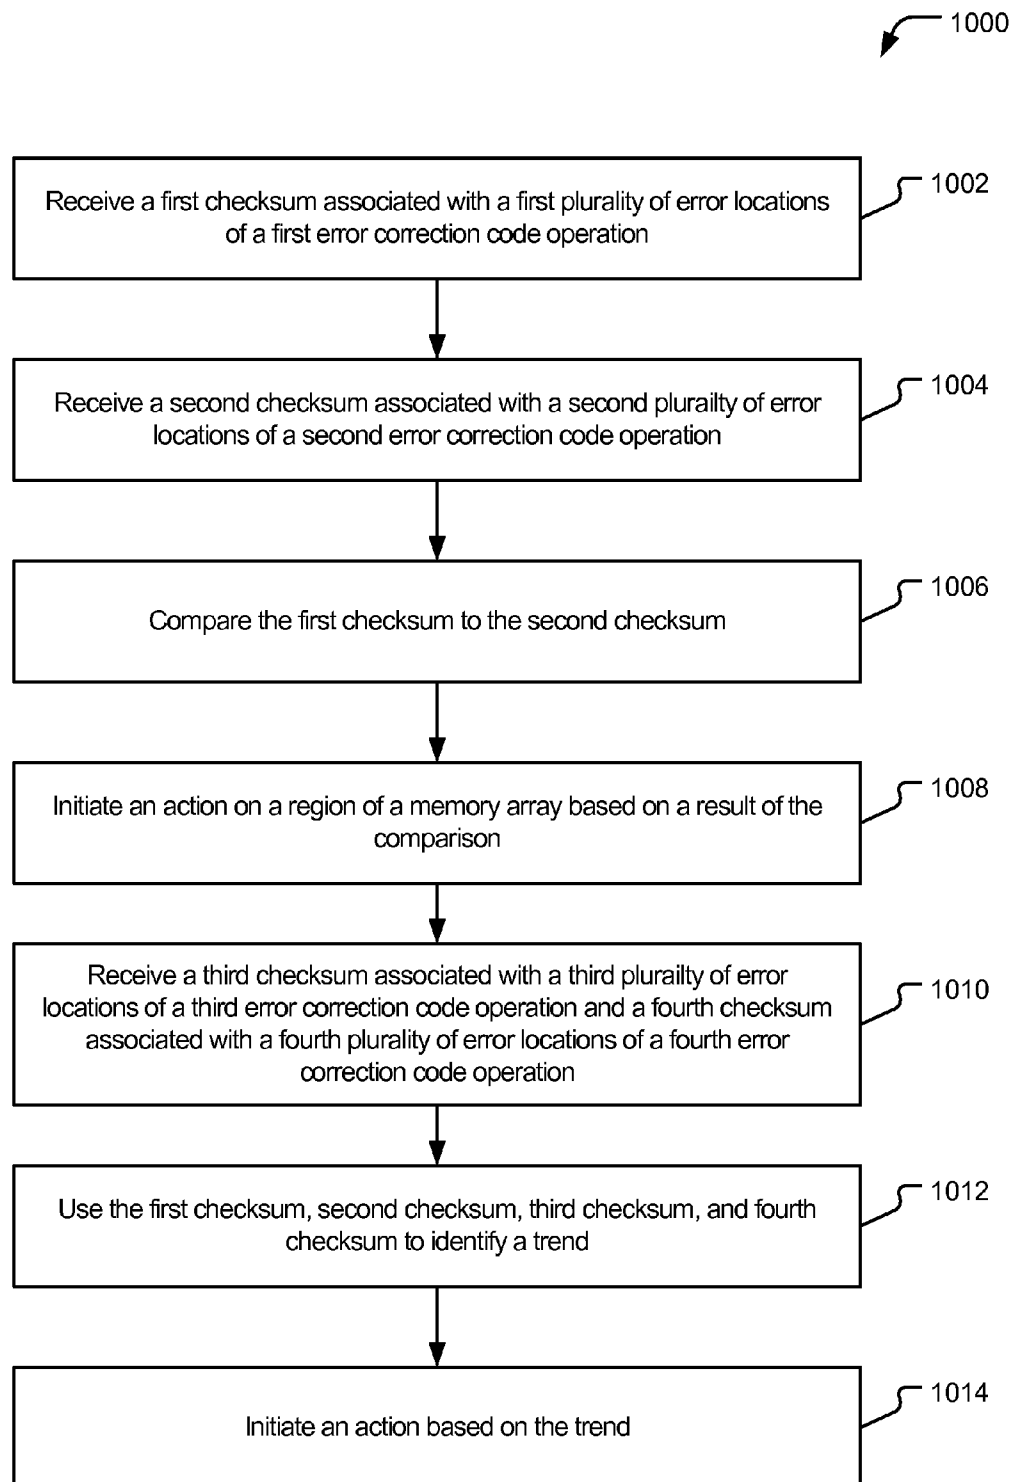 1000
Receive a first checksum associated with a first plurality of error locations
of a first error correction code operation
1002
Receive a second checksum associated with a second plurailty of error
locations of a second error correction code operation
1004
Compare the first checksum to the second checksum
1006
Initiate an action on a region of a memory array based on a result of the
comparison
1008
Receive a third checksum associated with a third plurailty of error
locations of a third error correction code operation and a fourth checksum
associated with a fourth plurality of error locations of a fourth error
correction code operation
1010
Use the first checksum, second checksum, third checksum, and fourth
checksum to identify a trend
1012
Initiate an action based on the trend
1014